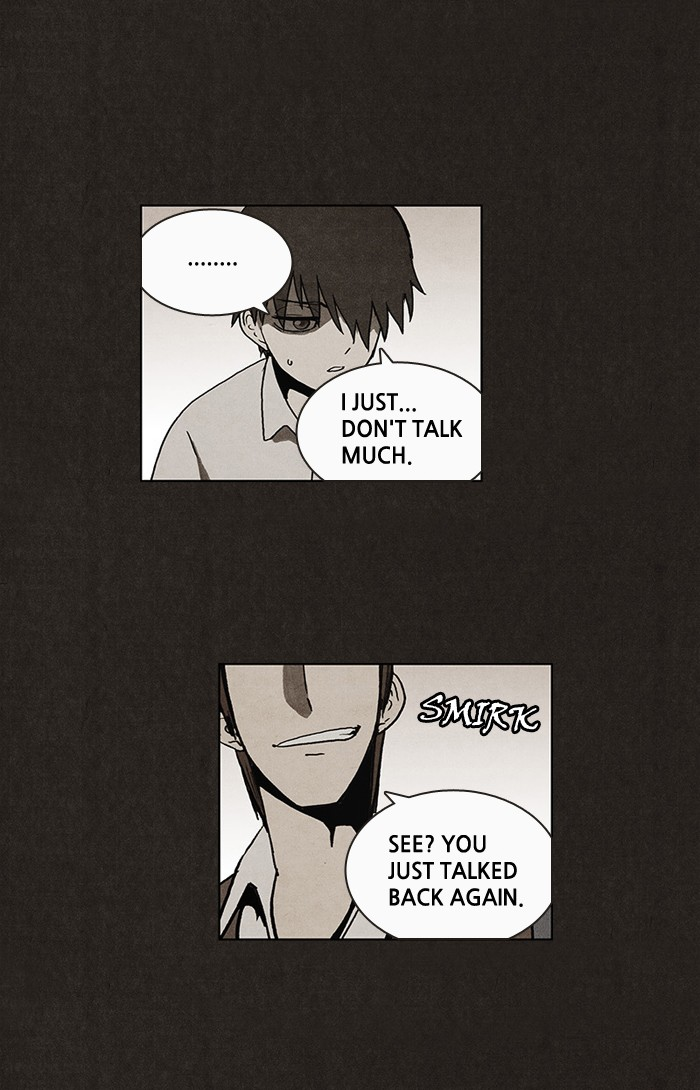 ........
I JUST...
DON'T TALK
MUCH.
SMIRK
SEE? YOU
JUST TALKED
BACK AGAIN.